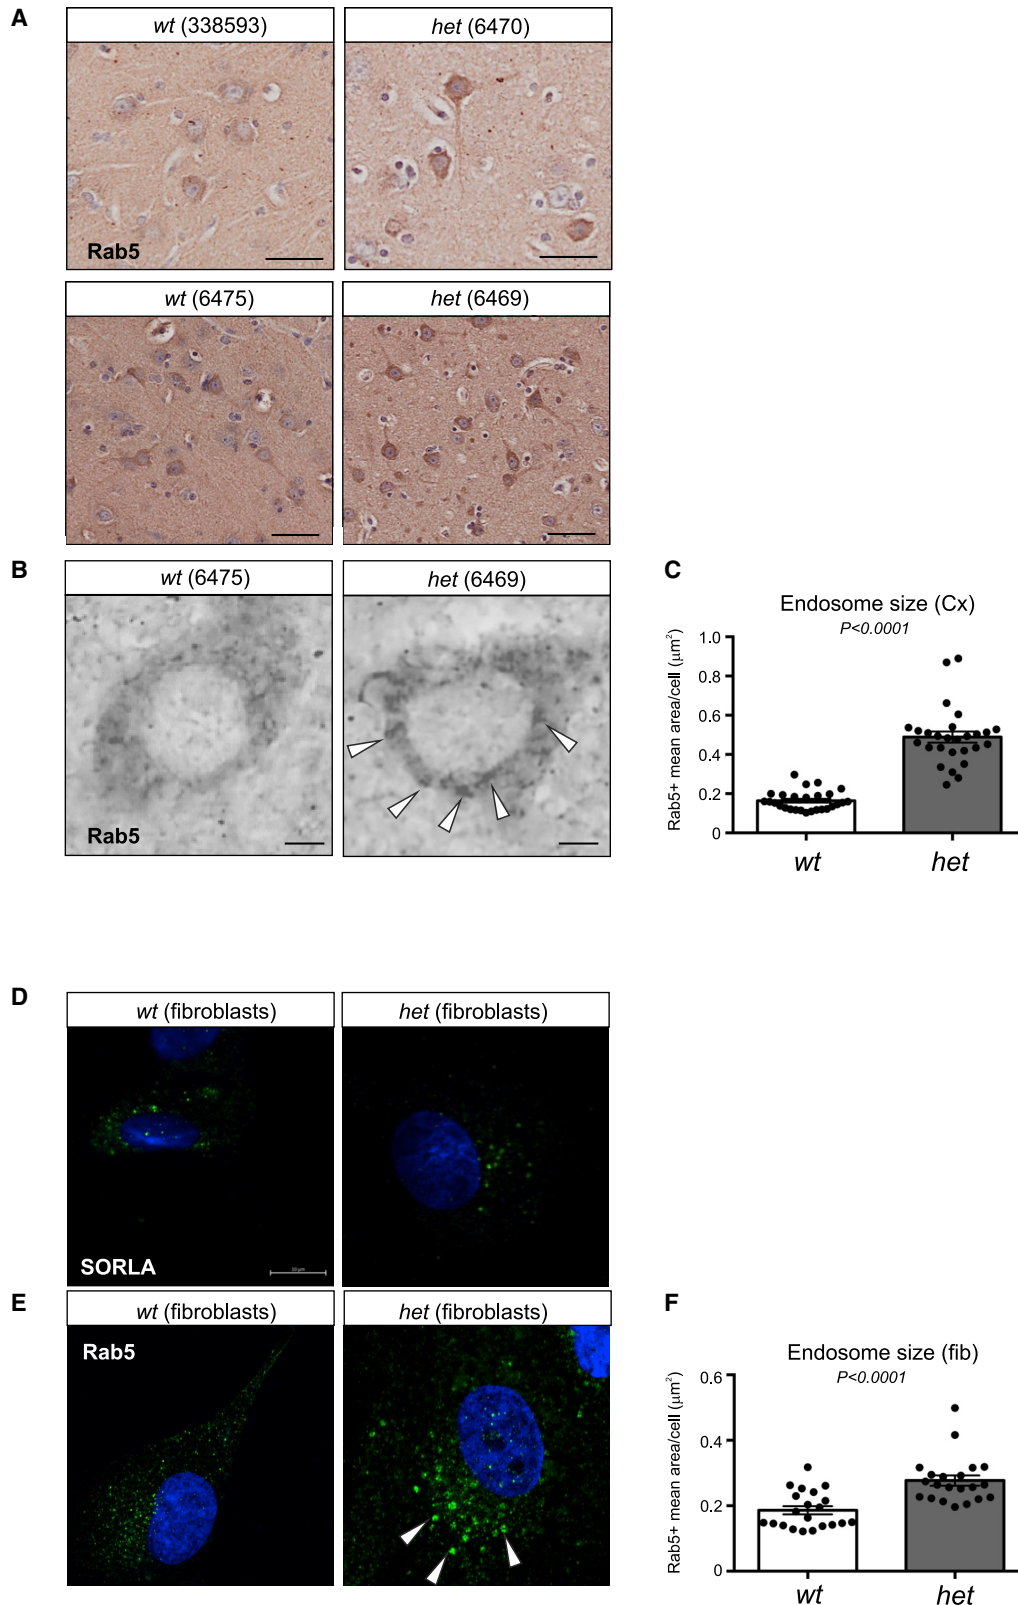 A
wt (338593)
het (6470)
Rab5
wt (6475)
het (6469)
B
wt (6475)
het (6469)
Rab5
C
Endosome size (Cx)
P<0.0001
Rab5+ mean area/cell (μm²)
1.0
0.8
0.6
0.4
0.2
0
wt
het
D
wt (fibroblasts)
het (fibroblasts)
SORLA
10 μm
E
wt (fibroblasts)
het (fibroblasts)
Rab5
F
Endosome size (fib)
P<0.0001
Rab5+ mean area/cell (μm²)
0.6
0.4
0.2
0
wt
het